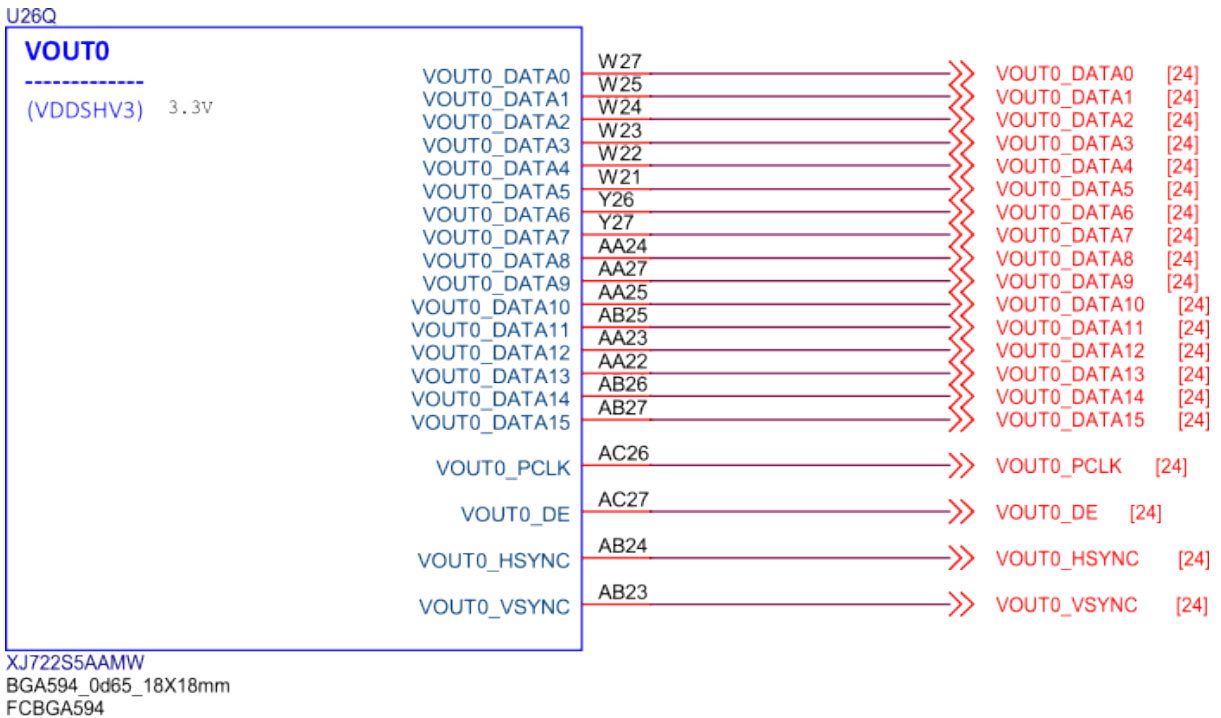 U26Q
VOUT0
-------------
(VDDSHV3) 3.3V
VOUT0_DATA0 W27 VOUT0_DATA0 [24]
VOUT0_DATA1 W25 VOUT0_DATA1 [24]
VOUT0_DATA2 W24 VOUT0_DATA2 [24]
VOUT0_DATA3 W23 VOUT0_DATA3 [24]
VOUT0_DATA4 W22 VOUT0_DATA4 [24]
VOUT0_DATA5 W21 VOUT0_DATA5 [24]
VOUT0_DATA6 Y26 VOUT0_DATA6 [24]
VOUT0_DATA7 Y27 VOUT0_DATA7 [24]
VOUT0_DATA8 AA24 VOUT0_DATA8 [24]
VOUT0_DATA9 AA27 VOUT0_DATA9 [24]
VOUT0_DATA10 AA25 VOUT0_DATA10 [24]
VOUT0_DATA11 AB25 VOUT0_DATA11 [24]
VOUT0_DATA12 AA23 VOUT0_DATA12 [24]
VOUT0_DATA13 AA22 VOUT0_DATA13 [24]
VOUT0_DATA14 AB26 VOUT0_DATA14 [24]
VOUT0_DATA15 AB27 VOUT0_DATA15 [24]
VOUT0_PCLK AC26 VOUT0_PCLK [24]
VOUT0_DE AC27 VOUT0_DE [24]
VOUT0_HSYNC AB24 VOUT0_HSYNC [24]
VOUT0_VSYNC AB23 VOUT0_VSYNC [24]
XJ722S5AAMW
BGA594_0d65_18X18mm
FCBGA594